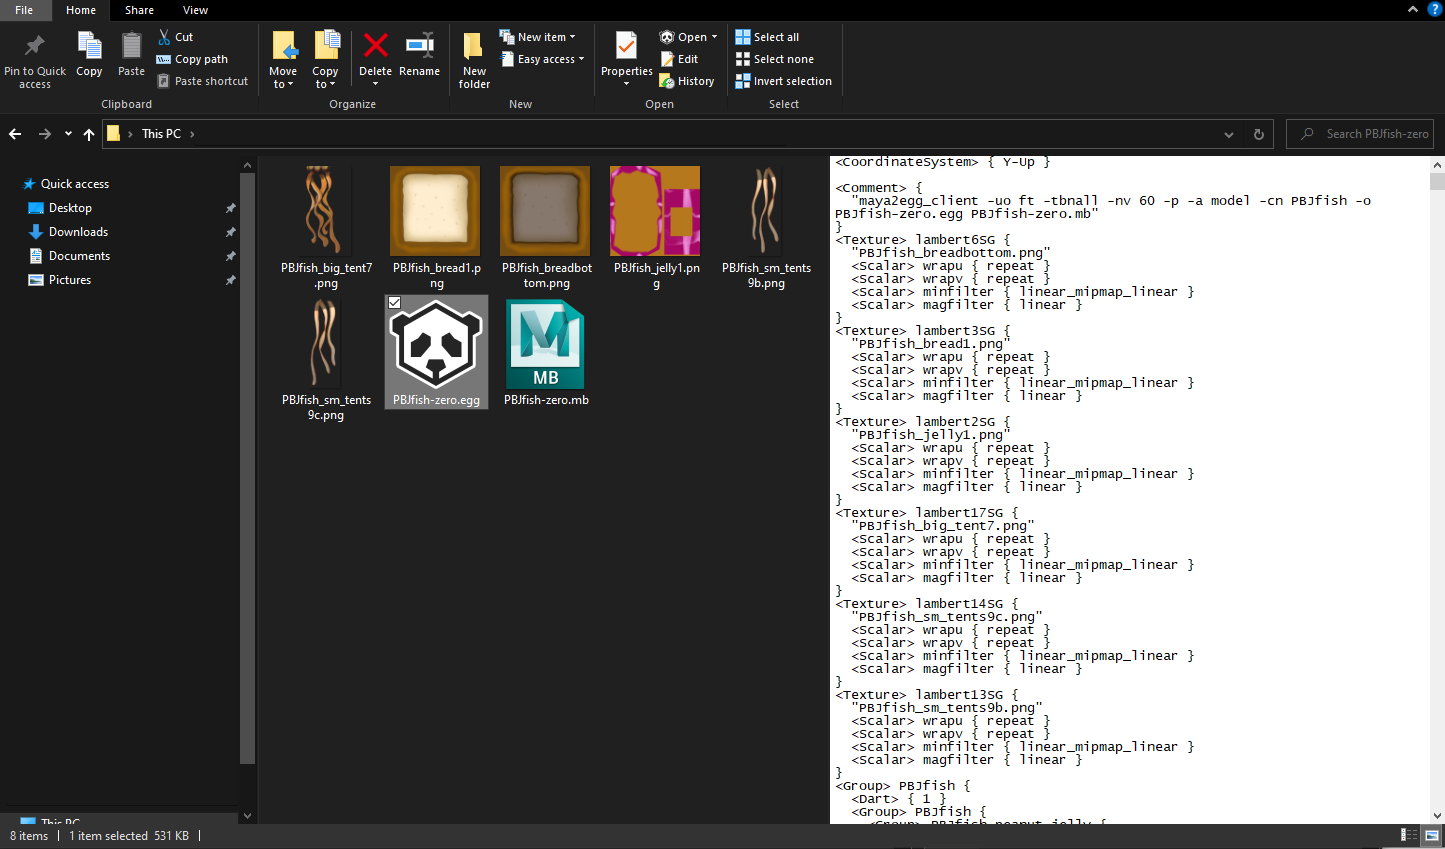 File
Home
Share
View
Pin to Quick
access
Copy
Paste
Cut
Copy path
Paste shortcut
Clipboard
Move
to
Copy
to
Delete
Rename
Organize
New
folder
New item
Easy access
New
Properties
Open
Edit
History
Open
Select all
Select none
Invert selection
Select
This PC
Search PBJfish-zero
Quick access
Desktop
Downloads
Documents
Pictures
This PC
PBJfish_big_tent7
.png
PBJfish_bread1.p
ng
PBJfish_breadbot
tom.png
PBJfish_jelly1.pn
g
PBJfish_sm_tents
9b.png
PBJfish_sm_tents
9c.png
PBJfish-zero.egg
MB
PBJfish-zero.mb
<CoordinateSystem> { Y-Up }
<Comment> {
"maya2egg_client -uo ft -tbnall -nv 60 -p -a model -cn PBJfish -o
PBJfish-zero.egg PBJfish-zero.mb"
}
<Texture> lambert6SG {
"PBJfish_breadbottom.png"
<Scalar> wrapu { repeat }
<Scalar> wrapv { repeat }
<Scalar> minfilter { linear_mipmap_linear }
<Scalar> magfilter { linear }
}
<Texture> lambert3SG {
"PBJfish_bread1.png"
<Scalar> wrapu { repeat }
<Scalar> wrapv { repeat }
<Scalar> minfilter { linear_mipmap_linear }
<Scalar> magfilter { linear }
}
<Texture> lambert2SG {
"PBJfish_jelly1.png"
<Scalar> wrapu { repeat }
<Scalar> wrapv { repeat }
<Scalar> minfilter { linear_mipmap_linear }
<Scalar> magfilter { linear }
}
<Texture> lambert17SG {
"PBJfish_big_tent7.png"
<Scalar> wrapu { repeat }
<Scalar> wrapv { repeat }
<Scalar> minfilter { linear_mipmap_linear }
<Scalar> magfilter { linear }
}
<Texture> lambert14SG {
"PBJfish_sm_tents9c.png"
<Scalar> wrapu { repeat }
<Scalar> wrapv { repeat }
<Scalar> minfilter { linear_mipmap_linear }
<Scalar> magfilter { linear }
}
<Texture> lambert13SG {
"PBJfish_sm_tents9b.png"
<Scalar> wrapu { repeat }
<Scalar> wrapv { repeat }
<Scalar> minfilter { linear_mipmap_linear }
<Scalar> magfilter { linear }
}
<Group> PBJfish {
<Dart> { 1 }
<Group> PBJfish {
<Group> PBJfish_peanut_jelly {
8 items
1 item selected 531 KB